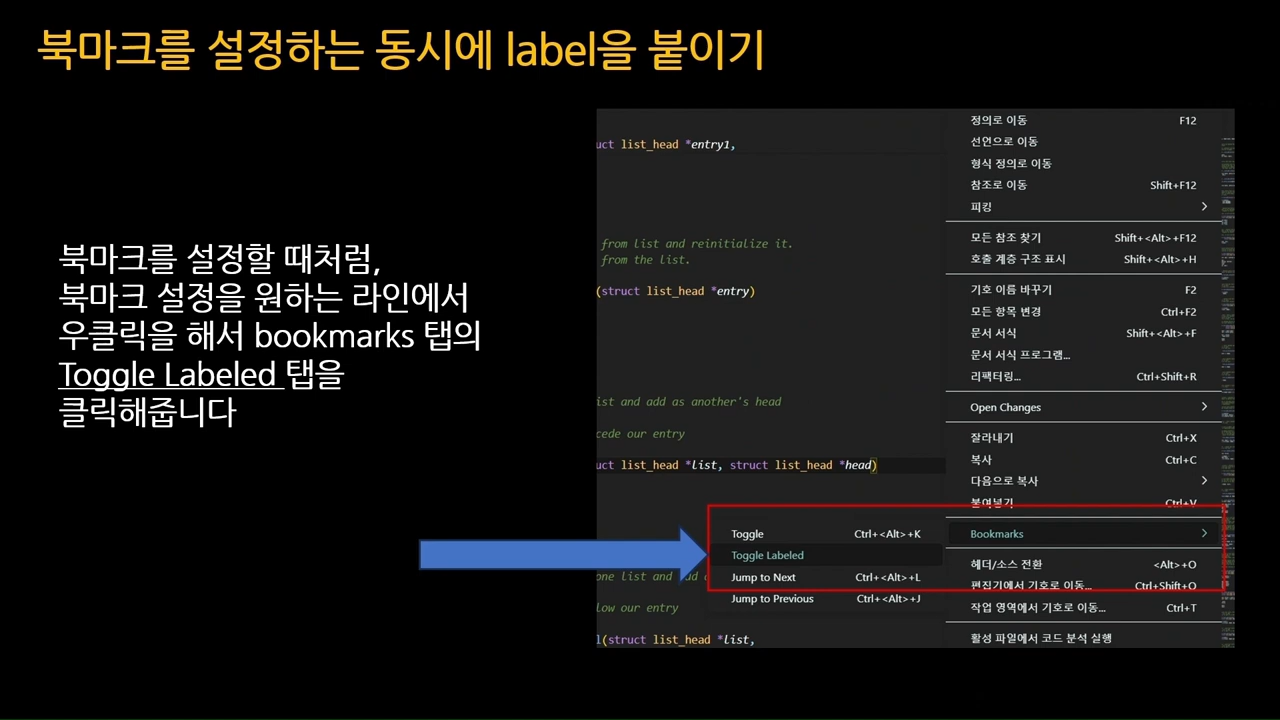 북마크를 설정하는 동시에 label을 붙이기
북마크를 설정할 때처럼,
북마크 설정을 원하는 라인에서
우클릭을 해서 bookmarks 탭의
Toggle Labeled 탭을
클릭해줍니다
uct list_head *entry1,
from list and reinitialize it.
from the list.
(struct list_head *entry)
ist and add as another's head
cede our entry
uct list_head *list, struct list_head *head)
one list and
low our entry
l(struct list_head *list,
정의로 이동 F12
선언으로 이동
형식 정의로 이동
참조로 이동 Shift+F12
피킹
모든 참조 찾기 Shift+<Alt>+F12
호출 계층 구조 표시 Shift+<Alt>+H
기호 이름 바꾸기 F2
모든 항목 변경 Ctrl+F2
문서 서식 Shift+<Alt>+F
문서 서식 프로그램...
리팩터링... Ctrl+Shift+R
Open Changes
잘라내기 Ctrl+X
복사 Ctrl+C
다음으로 복사
붙여넣기 Ctrl+V
Bookmarks
헤더/소스 전환 <Alt>+O
편집기에서 기호로 이동... Ctrl+Shift+O
작업 영역에서 기호로 이동... Ctrl+T
활성 파일에서 코드 분석 실행
Toggle Ctrl+<Alt>+K
Toggle Labeled
Jump to Next Ctrl+<Alt>+L
Jump to Previous Ctrl+<Alt>+J